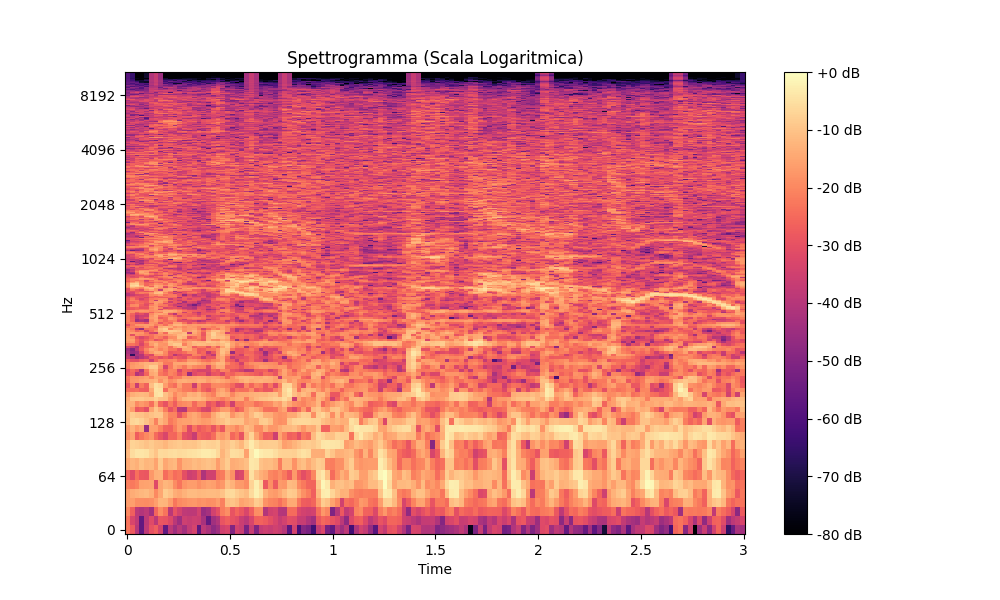 Spettrogramma (Scala Logaritmica)
Hz
8192
4096
2048
1024
512
256
128
64
0
0 0.5 1 1.5 2 2.5 3
Time
+0 dB
-10 dB
-20 dB
-30 dB
-40 dB
-50 dB
-60 dB
-70 dB
-80 dB